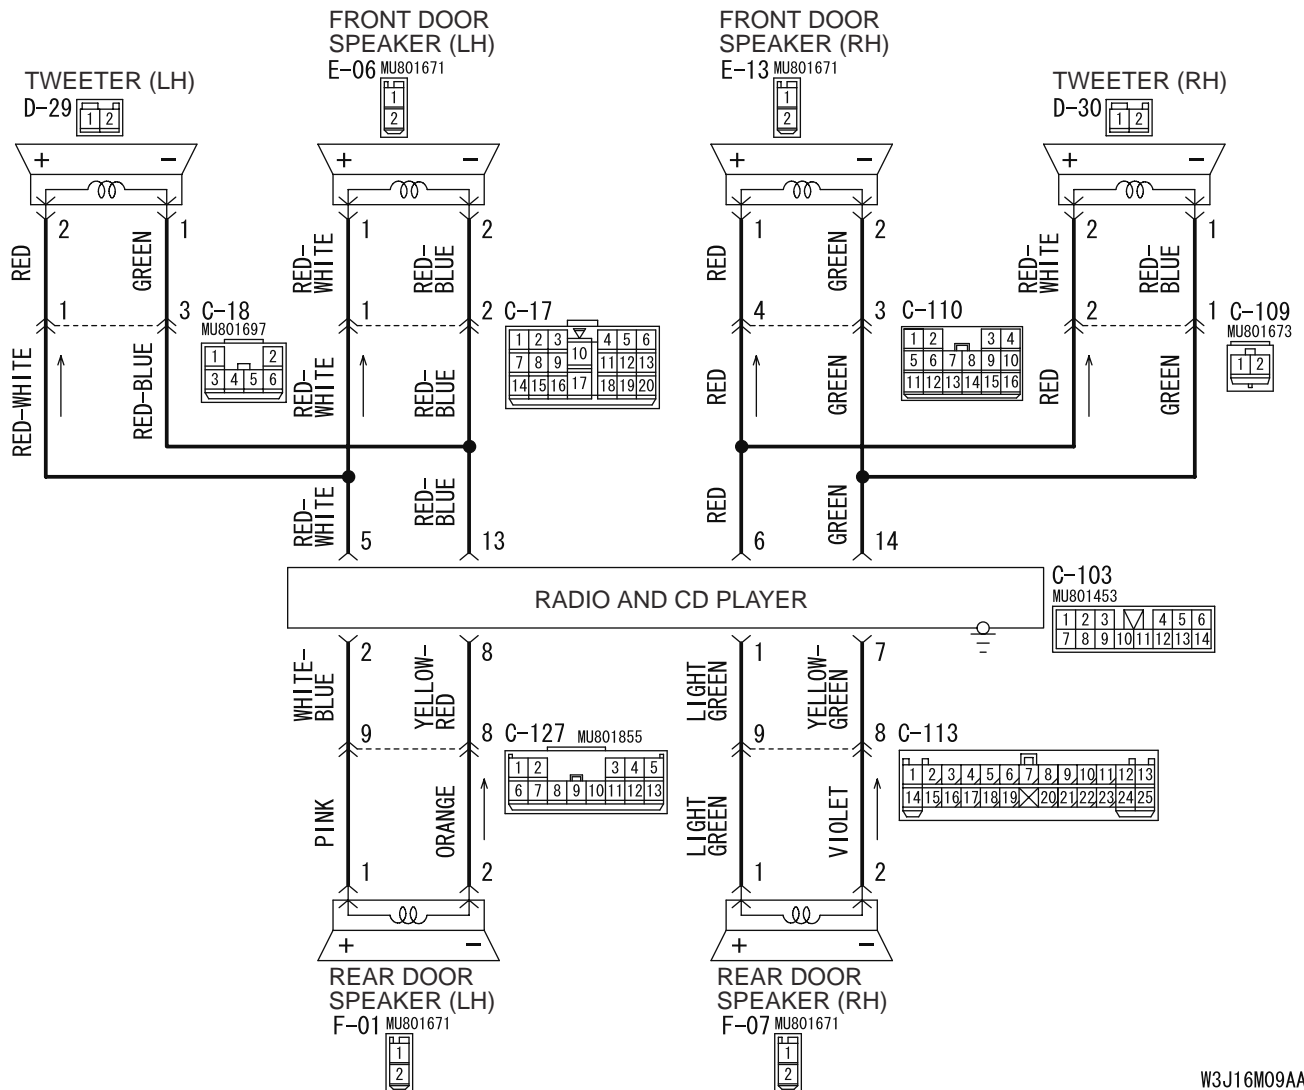 FRONT DOOR
SPEAKER (LH)
E-06 MU801671
1
2
FRONT DOOR
SPEAKER (RH)
E-13 MU801671
1
2
TWEETER (LH)
D-29
1 2
TWEETER (RH)
D-30
1 2
+ −
+ −
+ −
+ −
2 1
1 2
1 2
2 1
RED
GREEN
RED-
WHITE
RED-
BLUE
RED
GREEN
RED-
WHITE
RED-
BLUE
1 3 C-18
MU801697
1 2
3 4 5 6
1 2 C-17
1 2 3 10 4 5 6
7 8 9 11 12 13
14 15 16 17 18 19 20
4 3 C-110
1 2 3 4
5 6 7 8 9 10
11 12 13 14 15 16
2 1 C-109
MU801673
1 2
RED-WHITE
RED-BLUE
RED-
WHITE
RED-
BLUE
RED
GREEN
RED
GREEN
RED-
WHITE
RED-
BLUE
RED
GREEN
5 13 6 14
RADIO AND CD PLAYER
C-103
MU801453
1 2 3 4 5 6
7 8 9 10 11 12 13 14
2 8 1 7
WHITE-
BLUE
YELLOW-
RED
LIGHT
GREEN
YELLOW-
GREEN
9 8 C-127 MU801855
1 2 3 4 5
6 7 8 9 10 11 12 13
9 8 C-113
1 2 3 4 5 6 7 8 9 10 11 12 13
14 15 16 17 18 19 20 21 22 23 24 25
PINK
ORANGE
LIGHT
GREEN
VIOLET
1 2
1 2
+ −
+ −
REAR DOOR
SPEAKER (LH)
F-01 MU801671
1
2
REAR DOOR
SPEAKER (RH)
F-07 MU801671
1
2
W3J16M09AA